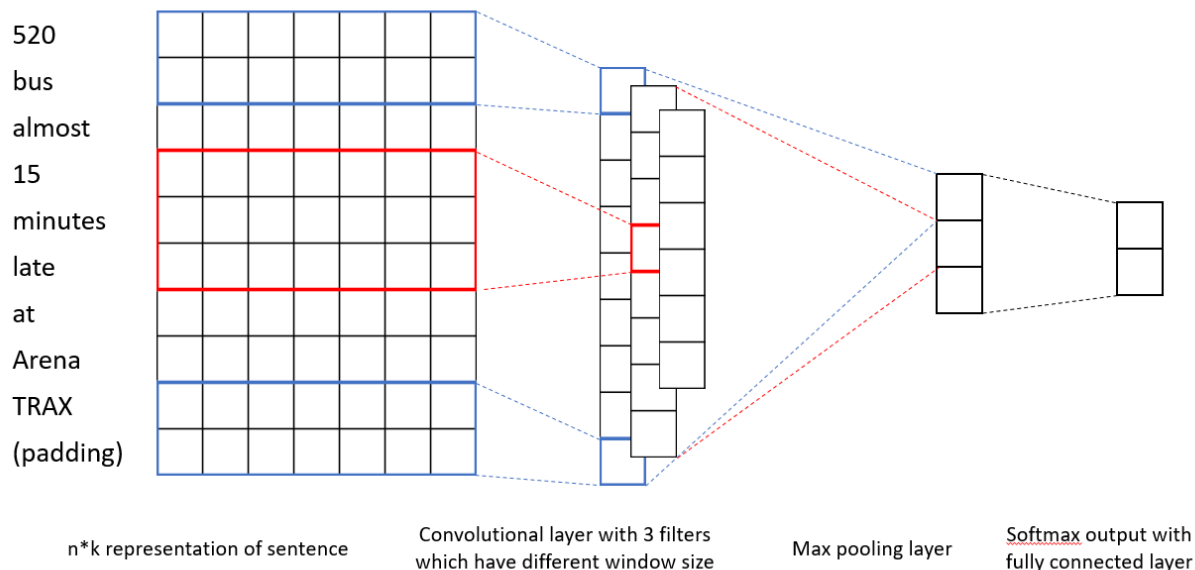 520
bus
almost
15
minutes
late
at
Arena
TRAX
(padding)
n*k representation of sentence
Convolutional layer with 3 filters
which have different window size
Max pooling layer
Softmax output with
fully connected layer